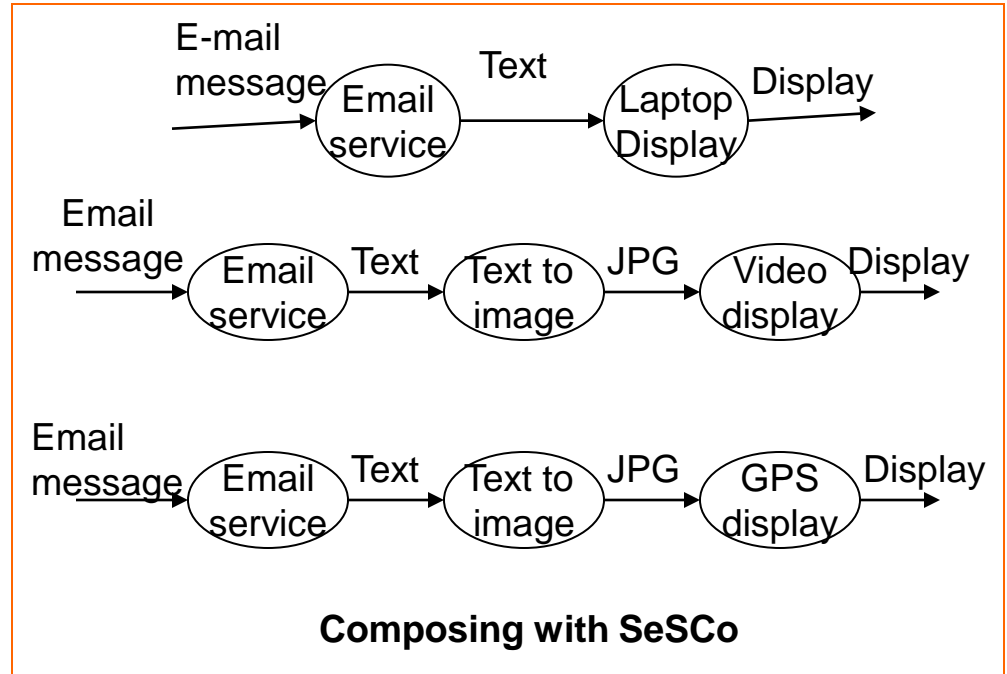 E-mail
message
Email
service
Text
Laptop
Display
Display
Email
message
Email
service
Text
Text to
image
JPG
Video
display
Display
Email
message
Email
service
Text
Text to
image
JPG
GPS
display
Display
Composing with SeSCo